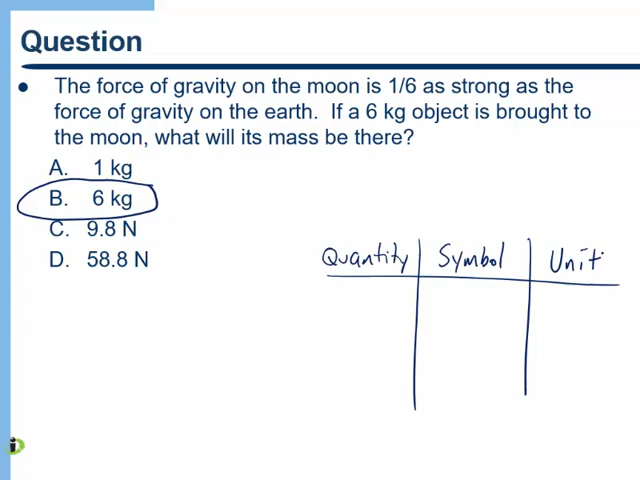 Question
The force of gravity on the moon is 1/6 as strong as the
force of gravity on the earth. If a 6 kg object is brought to
the moon, what will its mass be there?
A. 1 kg
B. 6 kg
C. 9.8 N
D. 58.8 N
Quantity Symbol Unit